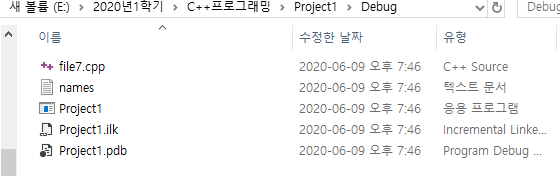 새 볼륨 (E:) > 2020년1학기 > C++프로그래밍 > Project1 > Debug Debug
이름 수정한 날짜 유형
file7.cpp 2020-06-09 오후 7:46 C++ Source
names 2020-06-09 오후 7:46 텍스트 문서
Project1 2020-06-09 오후 7:46 응용 프로그램
Project1.ilk 2020-06-09 오후 7:46 Incremental Linke...
Project1.pdb 2020-06-09 오후 7:46 Program Debug ...